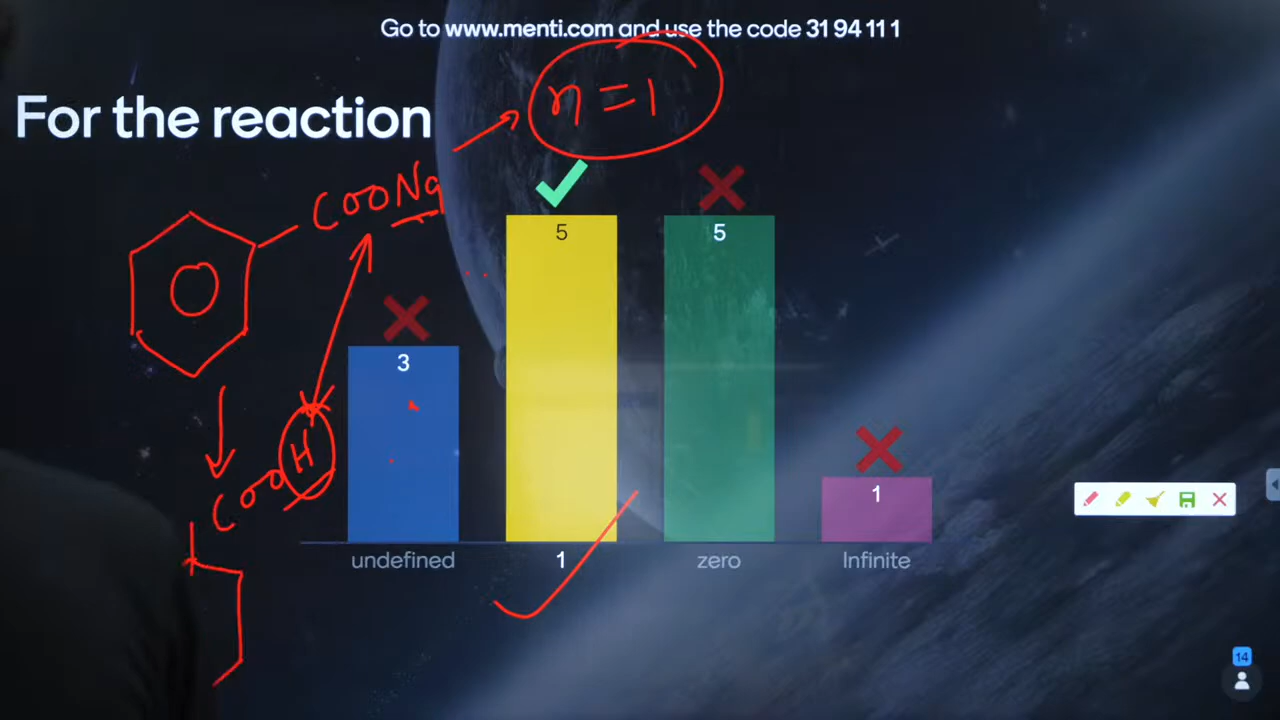 Go to www.menti.com and use the code 31 94 11 1
For the reaction
n = 1
COONa
5
5
3
1
COOH
undefined
1
zero
Infinite
14